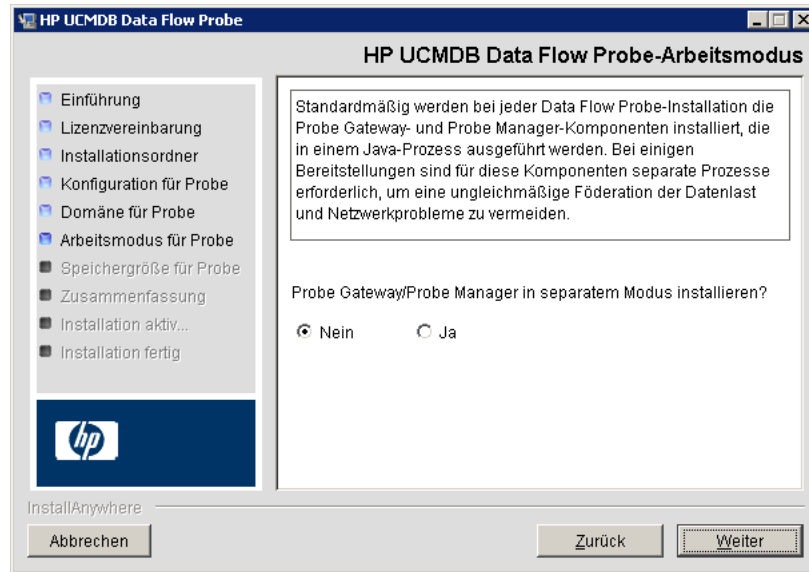 HP UCMDB Data Flow Probe
HP UCMDB Data Flow Probe-Arbeitsmodus
Einführung
Lizenzvereinbarung
Installationsordner
Konfiguration für Probe
Domäne für Probe
Arbeitsmodus für Probe
Speichergröße für Probe
Zusammenfassung
Installation aktiv...
Installation fertig
hp
Standardmäßig werden bei jeder Data Flow Probe-Installation die
Probe Gateway- und Probe Manager-Komponenten installiert, die
in einem Java-Prozess ausgeführt werden. Bei einigen
Bereitstellungen sind für diese Komponenten separate Prozesse
erforderlich, um eine ungleichmäßige Föderation der Datenlast
und Netzwerkprobleme zu vermeiden.
Probe Gateway/Probe Manager in separatem Modus installieren?
Nein Ja
InstallAnywhere
Abbrechen Zurück Weiter